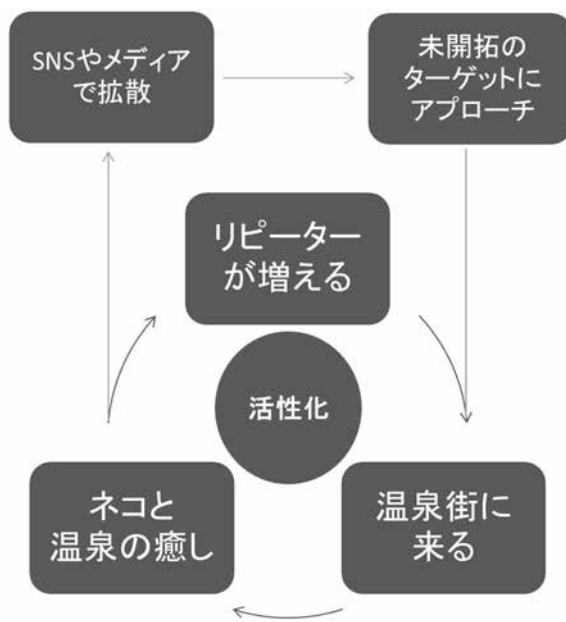 SNSやメディア
で拡散
未開拓の
ターゲットに
アプローチ
リピーター
が増える
活性化
ネコと
温泉の癒し
温泉街に
来る